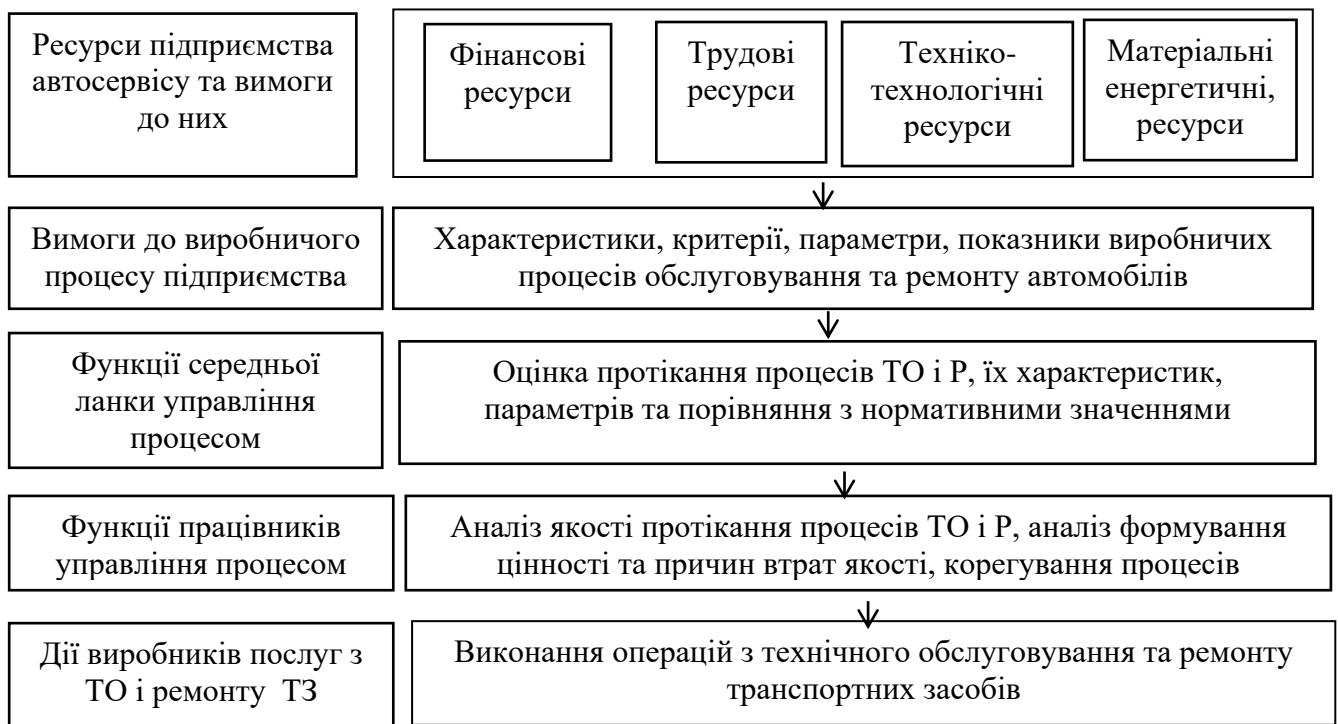 Ресурси підприємства
автосервісу та вимоги
до них
Фінансові
ресурси
Трудові
ресурси
Техніко-
технологічні
ресурси
Матеріальні
енергетичні,
ресурси
Вимоги до виробничого
процесу підприємства
Характеристики, критерії, параметри, показники виробничих
процесів обслуговування та ремонту автомобілів
Функції середньої
ланки управління
процесом
Оцінка протікання процесів ТО і Р, їх характеристик,
параметрів та порівняння з нормативними значеннями
Функції працівників
управління процесом
Аналіз якості протікання процесів ТО і Р, аналіз формування
цінності та причин втрат якості, корегування процесів
Дії виробників послуг з
ТО і ремонту ТЗ
Виконання операцій з технічного обслуговування та ремонту
транспортних засобів